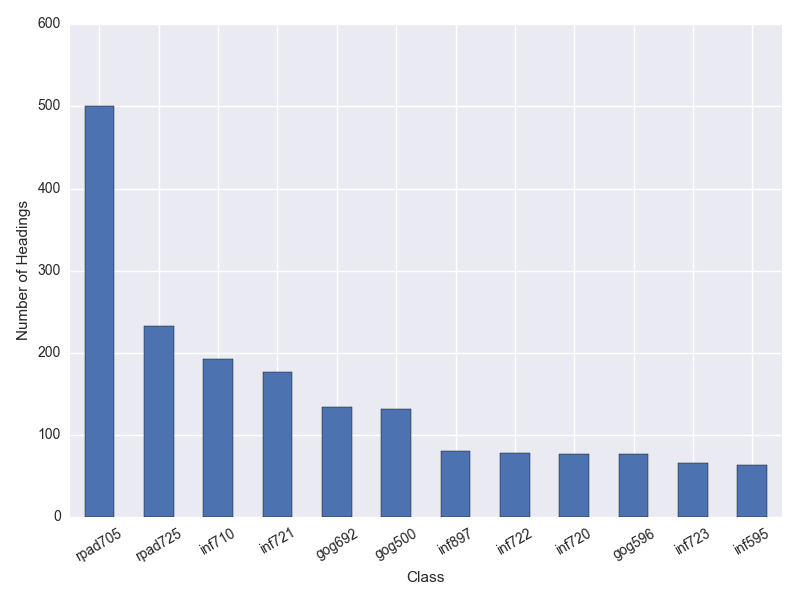 600
500
400
300
200
100
0
Number of Headings
rpad705 rpad725 inf710 inf721 gog692 gog500 inf897 inf722 inf720 gog596 inf723 inf595
Class